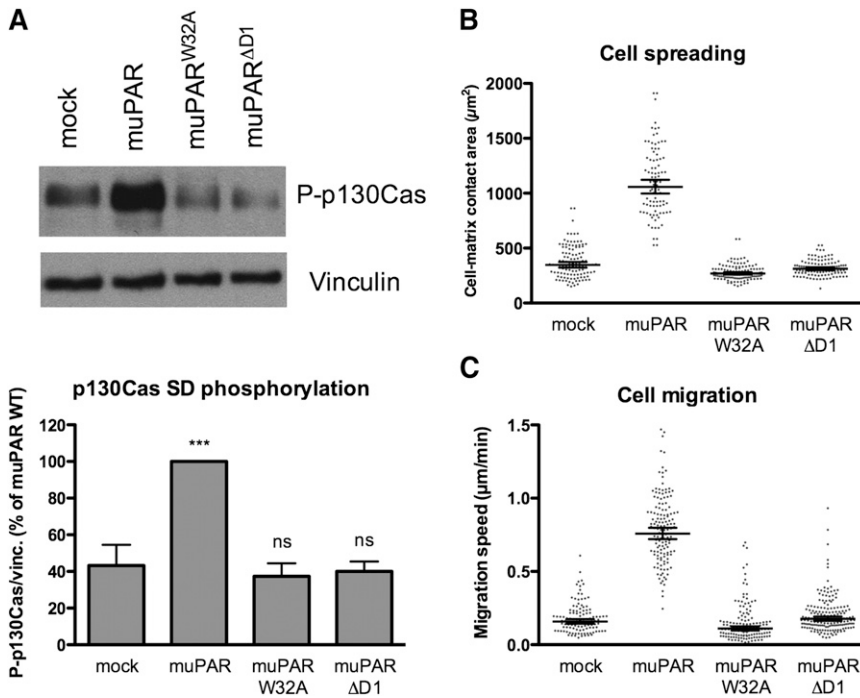 A
mock
muPAR
muPAR^W32A
muPAR^ΔD1
P-p130Cas
Vinculin
p130Cas SD phosphorylation
P-p130Cas/vinc. (% of muPAR WT)
120
100
80
60
40
20
0
***
ns
ns
mock
muPAR
muPAR
W32A
muPAR
ΔD1
B
Cell spreading
Cell-matrix contact area (µm²)
2000
1500
1000
500
0
mock
muPAR
muPAR
W32A
muPAR
ΔD1
C
Cell migration
Migration speed (µm/min)
1.5
1.0
0.5
0.0
mock
muPAR
muPAR
W32A
muPAR
ΔD1